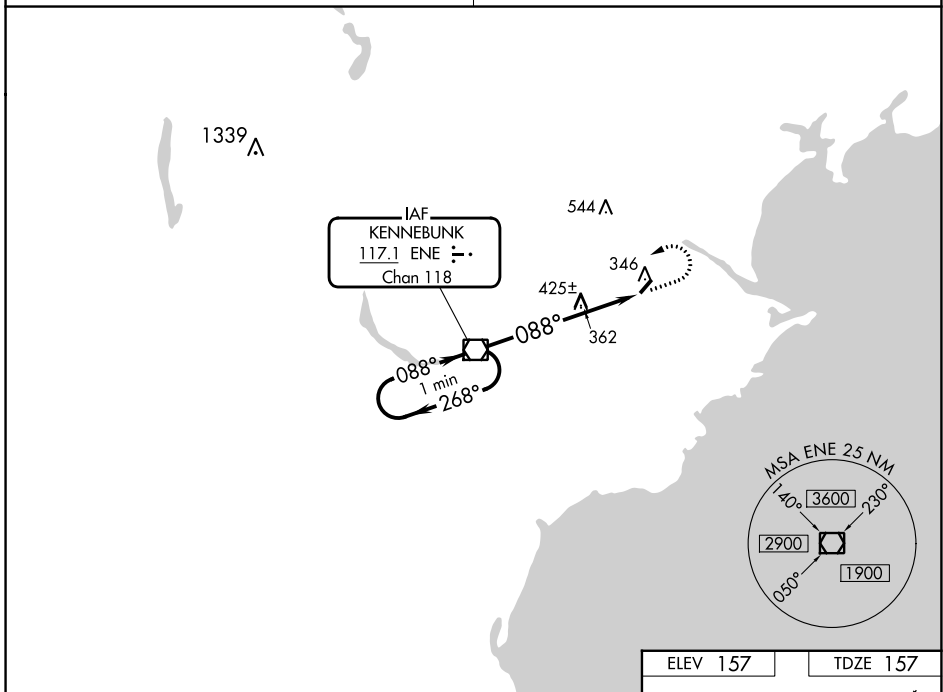 1339
544
IAF
KENNEBUNK
117.1 ENE
Chan 118
346
425±
362
088°
088°
1 min
268°
MSA ENE 25 NM
140°
3600
230°
2900
1900
050°
ELEV 157
TDZE 157